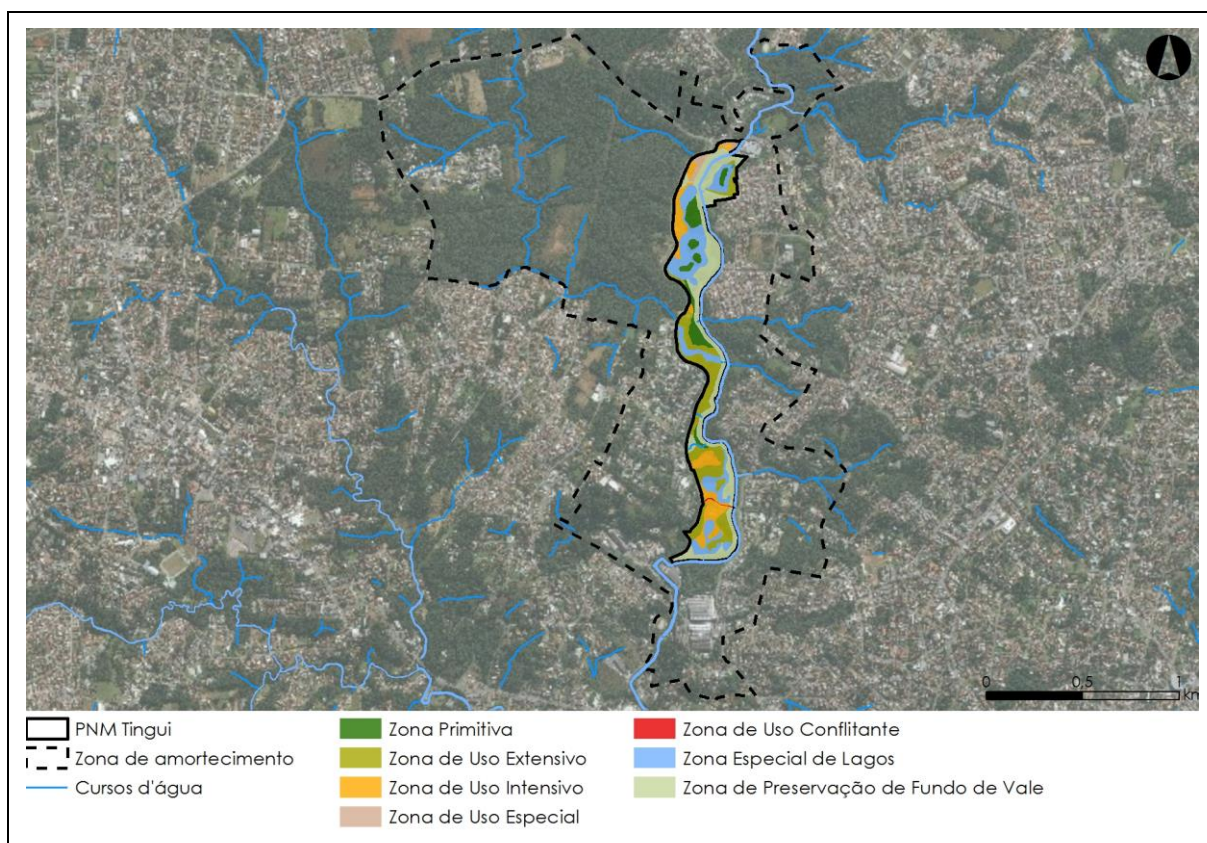 0 0,5 1
km
PNM Tingui
Zona de amortecimento
Cursos d'água
Zona Primitiva
Zona de Uso Extensivo
Zona de Uso Intensivo
Zona de Uso Especial
Zona de Uso Conflitante
Zona Especial de Lagos
Zona de Preservação de Fundo de Vale